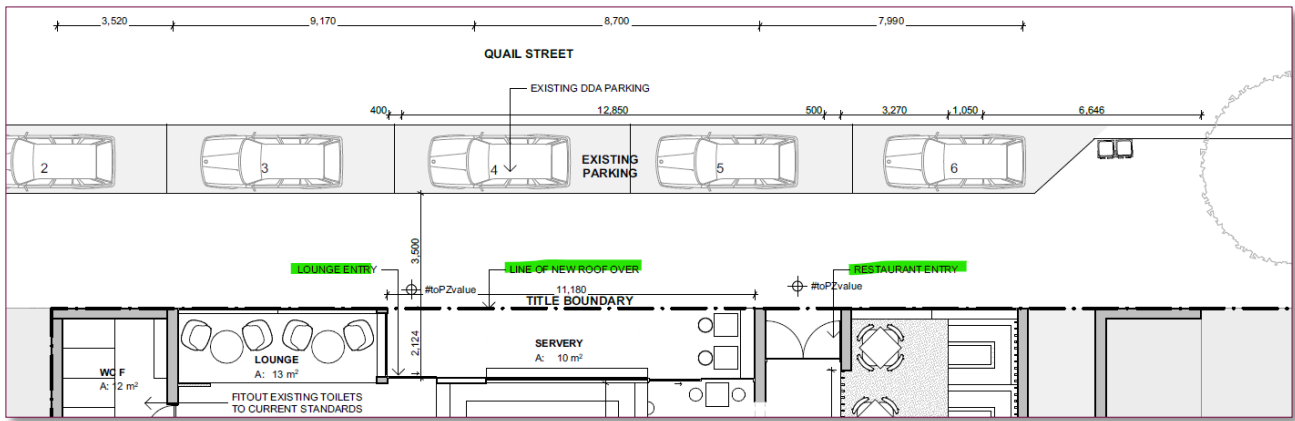 3,520 9,170 8,700 7,990
QUAIL STREET
EXISTING DDA PARKING
400 12,850 500 3,270 1,050 6,646
2 3 4 5 6
EXISTING
PARKING
3,500
LOUNGE ENTRY
LINE OF NEW ROOF OVER
RESTAURANT ENTRY
#toPZvalue 11,180 #toPZvalue
TITLE BOUNDARY
2,124
SERVERY
A: 10 m²
LOUNGE
A: 13 m²
WC F
A: 12 m²
FITOUT EXISTING TOILETS
TO CURRENT STANDARDS